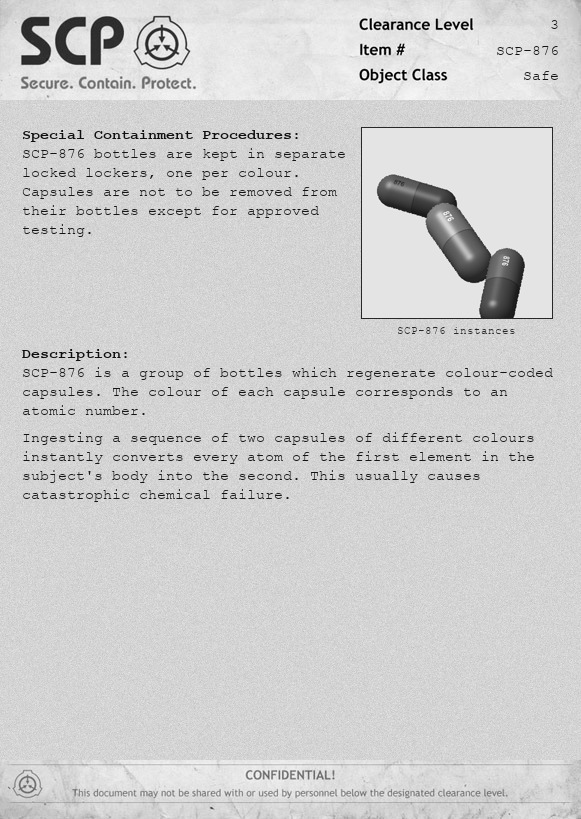 SCP
Secure. Contain. Protect.
Clearance Level 3
Item # SCP-876
Object Class Safe
Special Containment Procedures:
SCP-876 bottles are kept in separate
locked lockers, one per colour.
Capsules are not to be removed from
their bottles except for approved
testing.
876
876
876
SCP-876 instances
Description:
SCP-876 is a group of bottles which regenerate colour-coded
capsules. The colour of each capsule corresponds to an
atomic number.
Ingesting a sequence of two capsules of different colours
instantly converts every atom of the first element in the
subject's body into the second. This usually causes
catastrophic chemical failure.
CONFIDENTIAL!
This document may not be shared with or used by personnel below the designated clearance level.